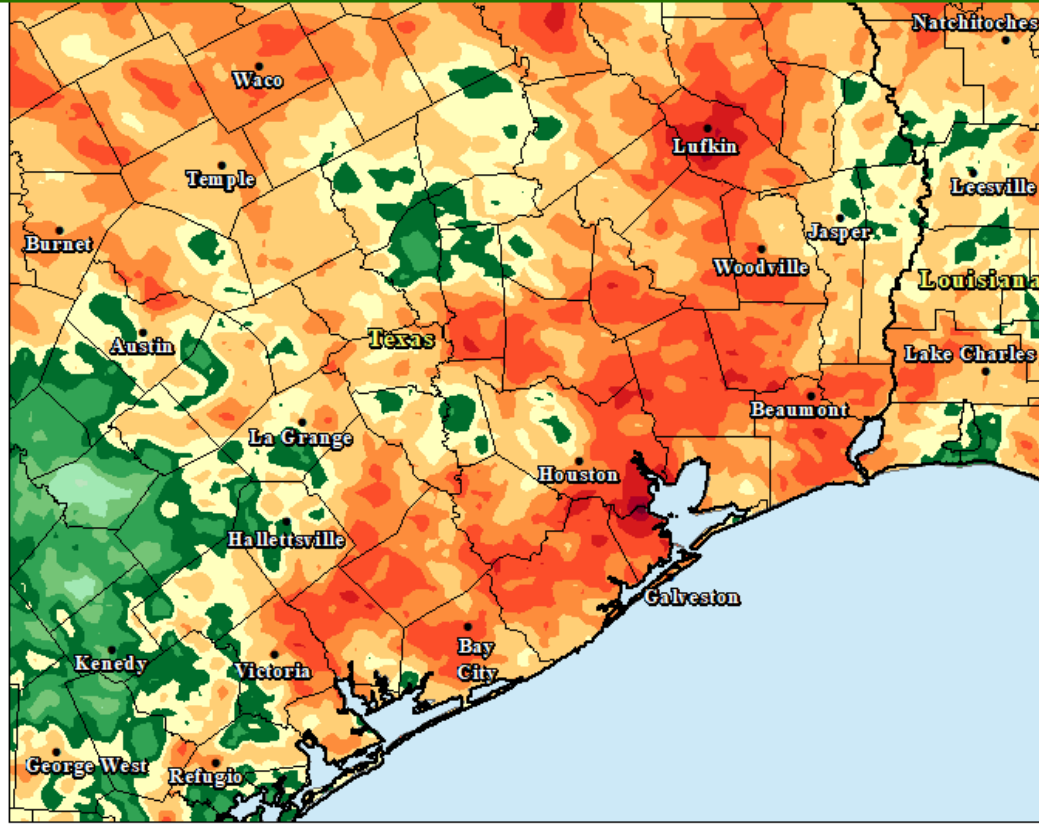 Natchitoches
Waco
Lufkin
Temple
Leesville
Burnet
Jasper
Woodville
Louisiana
Texas
Austin
Lake Charles
Beaumont
La Grange
Houston
Hallettsville
Galveston
Bay
City
Kenedy
Victoria
George West
Refugio